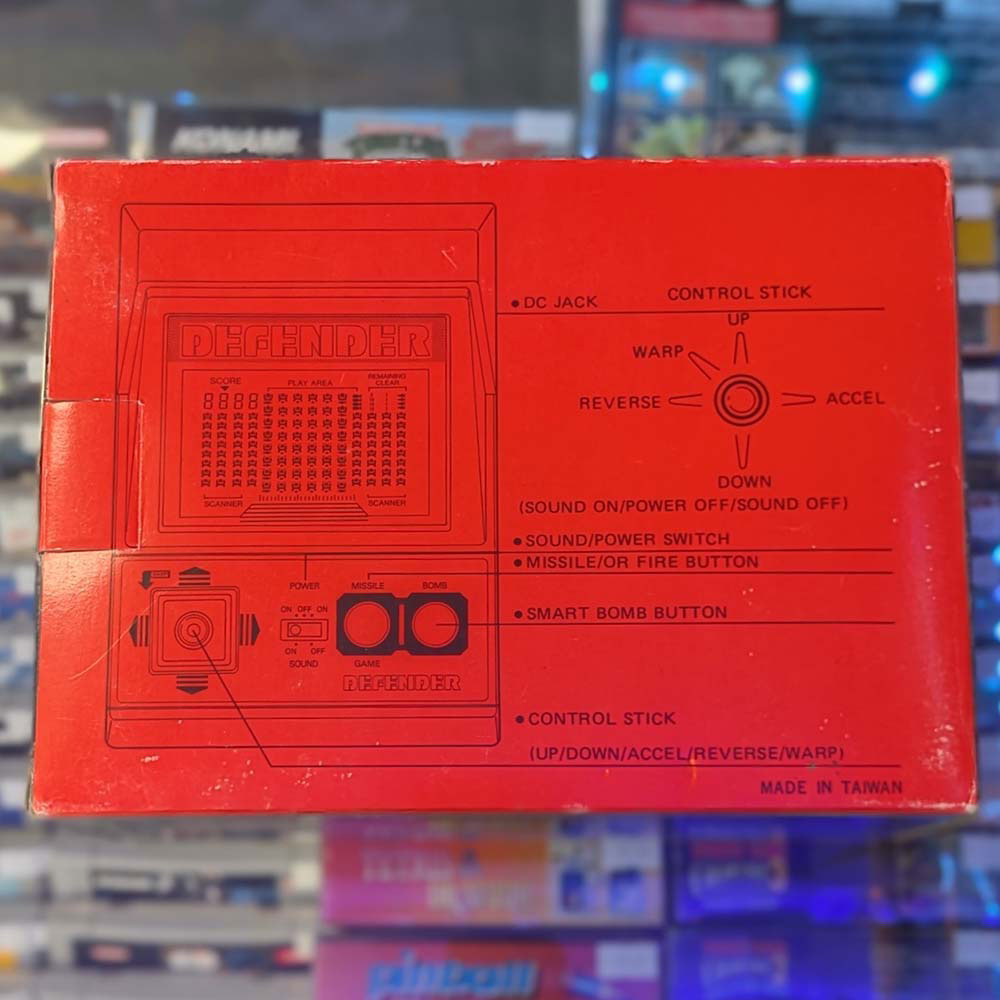 KONAMI
• DC JACK
CONTROL STICK
UP
WARP
REVERSE
ACCEL
DOWN
(SOUND ON/POWER OFF/SOUND OFF)
• SOUND/POWER SWITCH
• MISSILE/OR FIRE BUTTON
• SMART BOMB BUTTON
• CONTROL STICK
(UP/DOWN/ACCEL/REVERSE/WARP)
MADE IN TAIWAN
DEFENDER
SCORE
PLAY AREA
REMAINING
CLEAR
SCANNER
SCANNER
POWER
MISSILE
BOMB
ON OFF ON
ON OFF
SOUND
GAME
DEFENDER
pinball